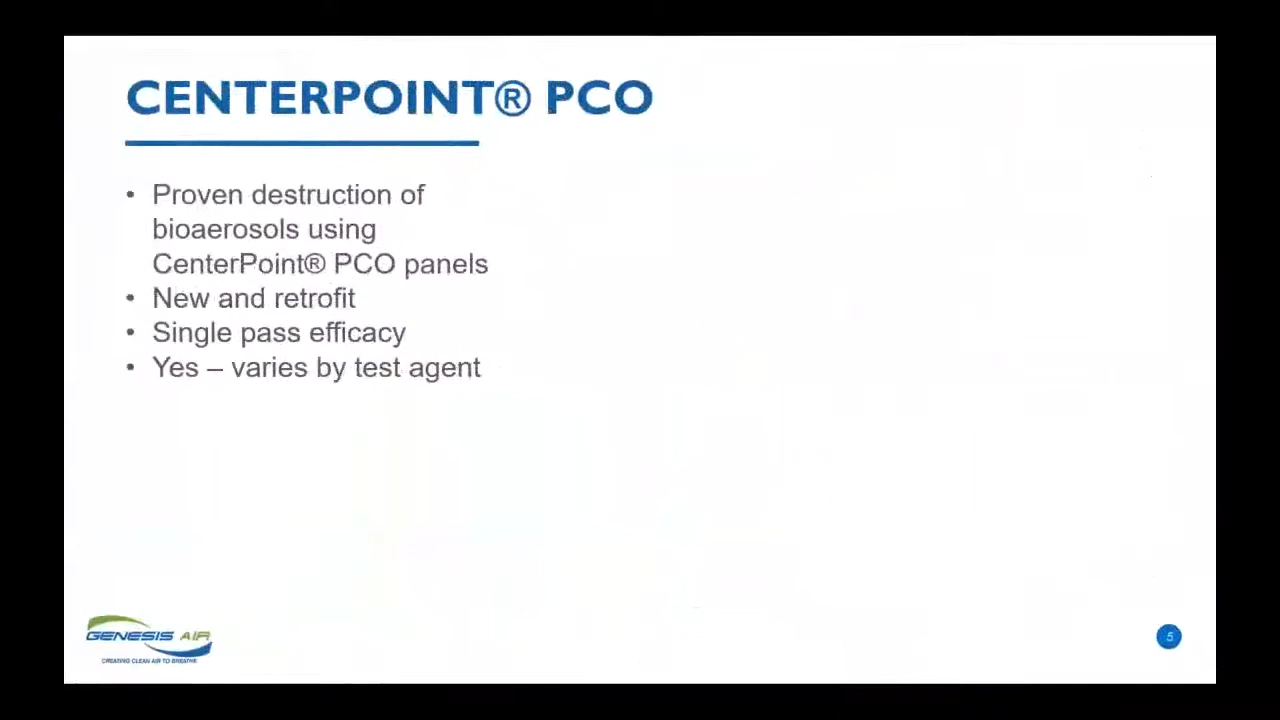 CENTERPOINT® PCO
• Proven destruction of
bioaerosols using
CenterPoint® PCO panels
• New and retrofit
• Single pass efficacy
• Yes – varies by test agent
GENESIS AIR
CREATING CLEAN AIR TO BREATHE
5